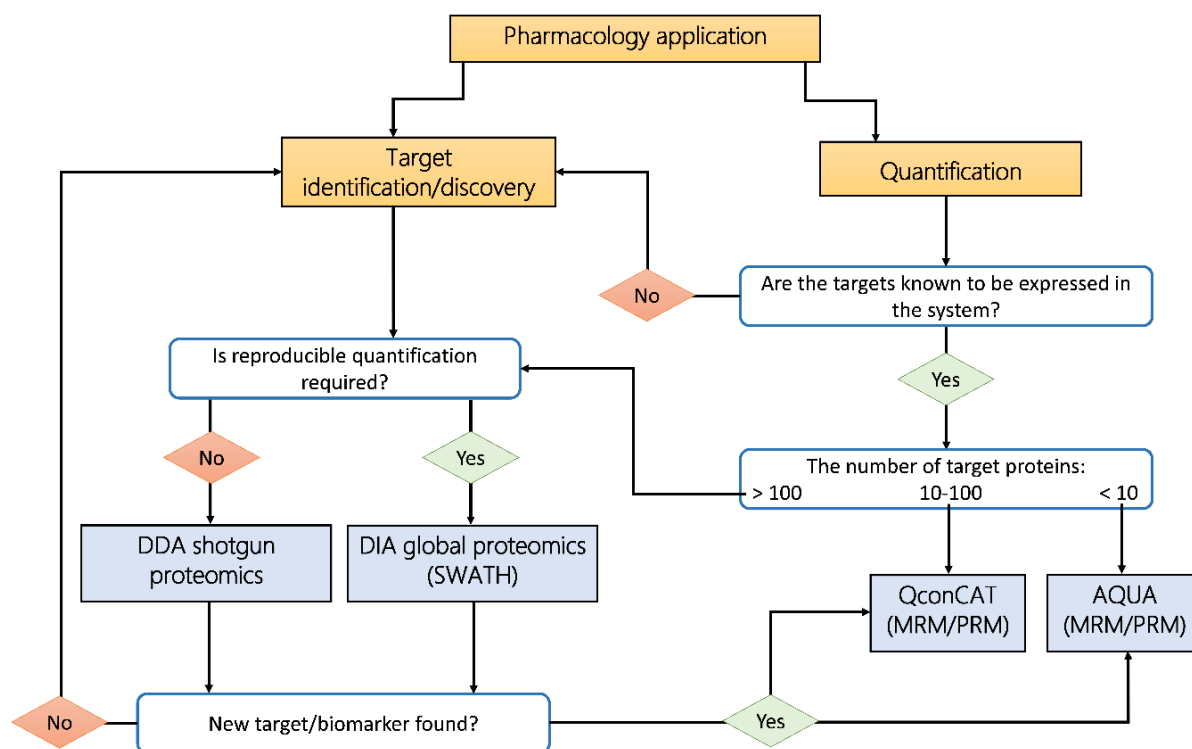 Pharmacology application
Target
identification/discovery
Quantification
No
Are the targets known to be expressed in
the system?
Is reproducible quantification
required?
Yes
No
Yes
The number of target proteins:
> 100 10-100 < 10
DDA shotgun
proteomics
DIA global proteomics
(SWATH)
QconCAT
(MRM/PRM)
AQUA
(MRM/PRM)
No
New target/biomarker found?
Yes